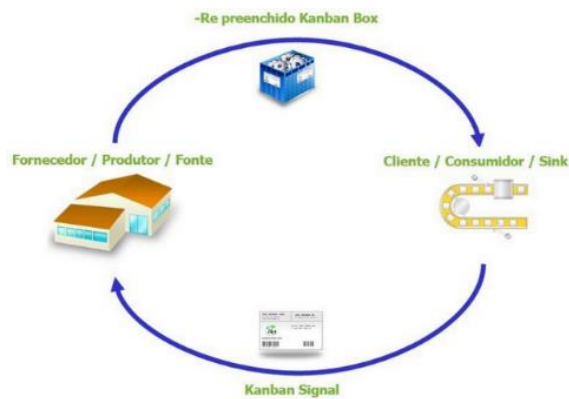 -Re preenchido Kanban Box
Fornecedor / Produtor / Fonte
Cliente / Consumidor / Sink
Kanban Signal